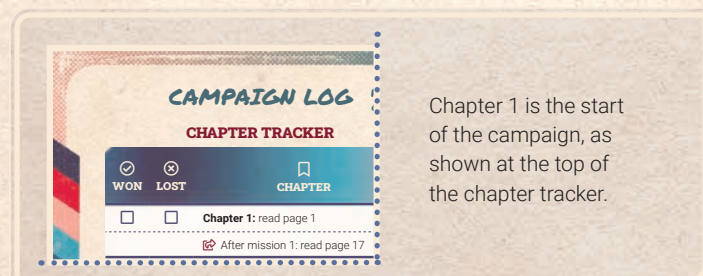 CAMPAIGN LOG
CHAPTER TRACKER
WON LOST CHAPTER
Chapter 1: read page 1
After mission 1: read page 17
Chapter 1 is the start
of the campaign, as
shown at the top of
the chapter tracker.